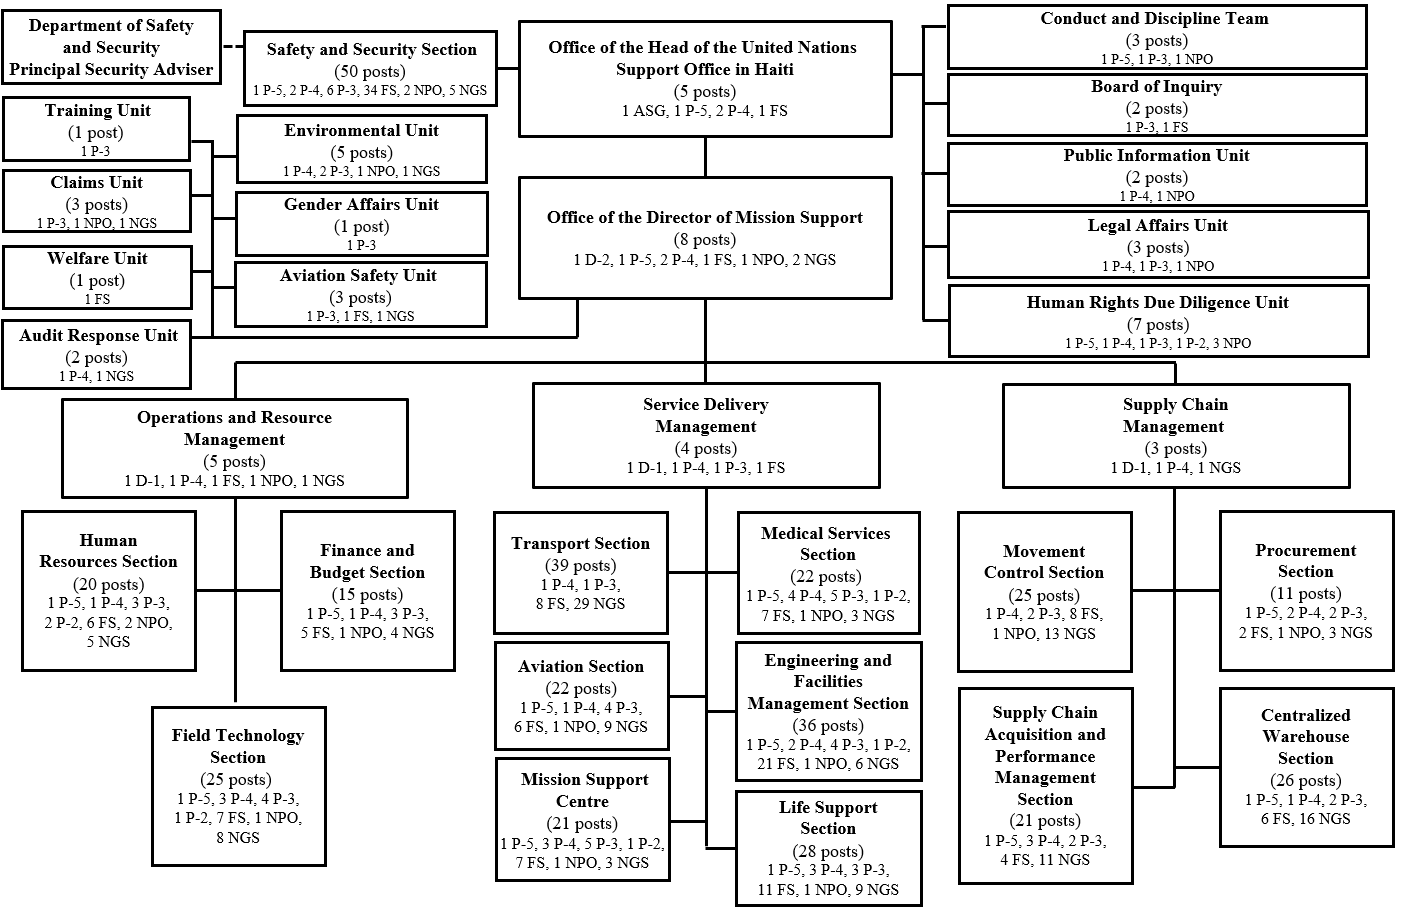 Department of Safety
and Security
Principal Security Adviser
Safety and Security Section
(50 posts)
1 P-5, 2 P-4, 6 P-3, 34 FS, 2 NPO, 5 NGS
Office of the Head of the United Nations
Support Office in Haiti
(5 posts)
1 ASG, 1 P-5, 2 P-4, 1 FS
Conduct and Discipline Team
(3 posts)
1 P-5, 1 P-3, 1 NPO
Board of Inquiry
(2 posts)
1 P-3, 1 FS
Public Information Unit
(2 posts)
1 P-4, 1 NPO
Legal Affairs Unit
(3 posts)
1 P-4, 1 P-3, 1 NPO
Human Rights Due Diligence Unit
(7 posts)
1 P-5, 1 P-4, 1 P-3, 1 P-2, 3 NPO
Training Unit
(1 post)
1 P-3
Claims Unit
(3 posts)
1 P-3, 1 NPO, 1 NGS
Welfare Unit
(1 post)
1 FS
Audit Response Unit
(2 posts)
1 P-4, 1 NGS
Environmental Unit
(5 posts)
1 P-4, 2 P-3, 1 NPO, 1 NGS
Gender Affairs Unit
(1 post)
1 P-3
Aviation Safety Unit
(3 posts)
1 P-3, 1 FS, 1 NGS
Office of the Director of Mission Support
(8 posts)
1 D-2, 1 P-5, 2 P-4, 1 FS, 1 NPO, 2 NGS
Operations and Resource
Management
(5 posts)
1 D-1, 1 P-4, 1 FS, 1 NPO, 1 NGS
Service Delivery
Management
(4 posts)
1 D-1, 1 P-4, 1 P-3, 1 FS
Supply Chain
Management
(3 posts)
1 D-1, 1 P-4, 1 NGS
Human
Resources Section
(20 posts)
1 P-5, 1 P-4, 3 P-3,
2 P-2, 6 FS, 2 NPO,
5 NGS
Finance and
Budget Section
(15 posts)
1 P-5, 1 P-4, 3 P-3,
5 FS, 1 NPO, 4 NGS
Field Technology
Section
(25 posts)
1 P-5, 3 P-4, 4 P-3,
1 P-2, 7 FS, 1 NPO,
8 NGS
Transport Section
(39 posts)
1 P-4, 1 P-3,
8 FS, 29 NGS
Medical Services
Section
(22 posts)
1 P-5, 4 P-4, 5 P-3, 1 P-2,
7 FS, 1 NPO, 3 NGS
Aviation Section
(22 posts)
1 P-5, 1 P-4, 4 P-3,
6 FS, 1 NPO, 9 NGS
Engineering and
Facilities
Management Section
(36 posts)
1 P-5, 2 P-4, 4 P-3, 1 P-2,
21 FS, 1 NPO, 6 NGS
Mission Support
Centre
(21 posts)
1 P-5, 3 P-4, 5 P-3, 1 P-2,
7 FS, 1 NPO, 3 NGS
Life Support
Section
(28 posts)
1 P-5, 3 P-4, 3 P-3,
11 FS, 1 NPO, 9 NGS
Movement
Control Section
(25 posts)
1 P-4, 2 P-3, 8 FS,
1 NPO, 13 NGS
Procurement
Section
(11 posts)
1 P-5, 2 P-4, 2 P-3,
2 FS, 1 NPO, 3 NGS
Supply Chain
Acquisition and
Performance
Management
Section
(21 posts)
1 P-5, 3 P-4, 2 P-3,
4 FS, 11 NGS
Centralized
Warehouse
Section
(26 posts)
1 P-5, 1 P-4, 2 P-3,
6 FS, 16 NGS